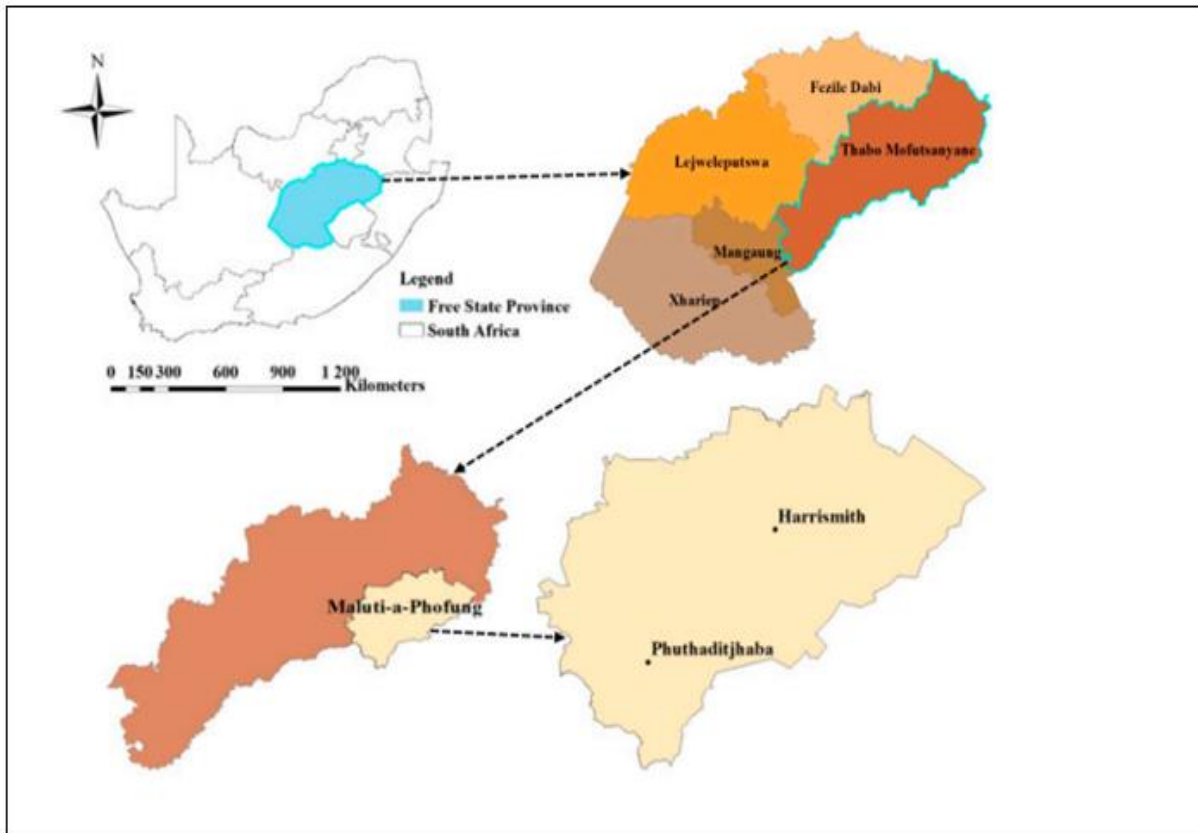 N
Legend
Free State Province
South Africa
0 150 300 600 900 1 200
Kilometers
Fezile Dabi
Thabo Mofutsanyane
Lejweleputswa
Mangaung
Xhariep
Maluti-a-Phofung
Harrismith
Phuthaditjhaba